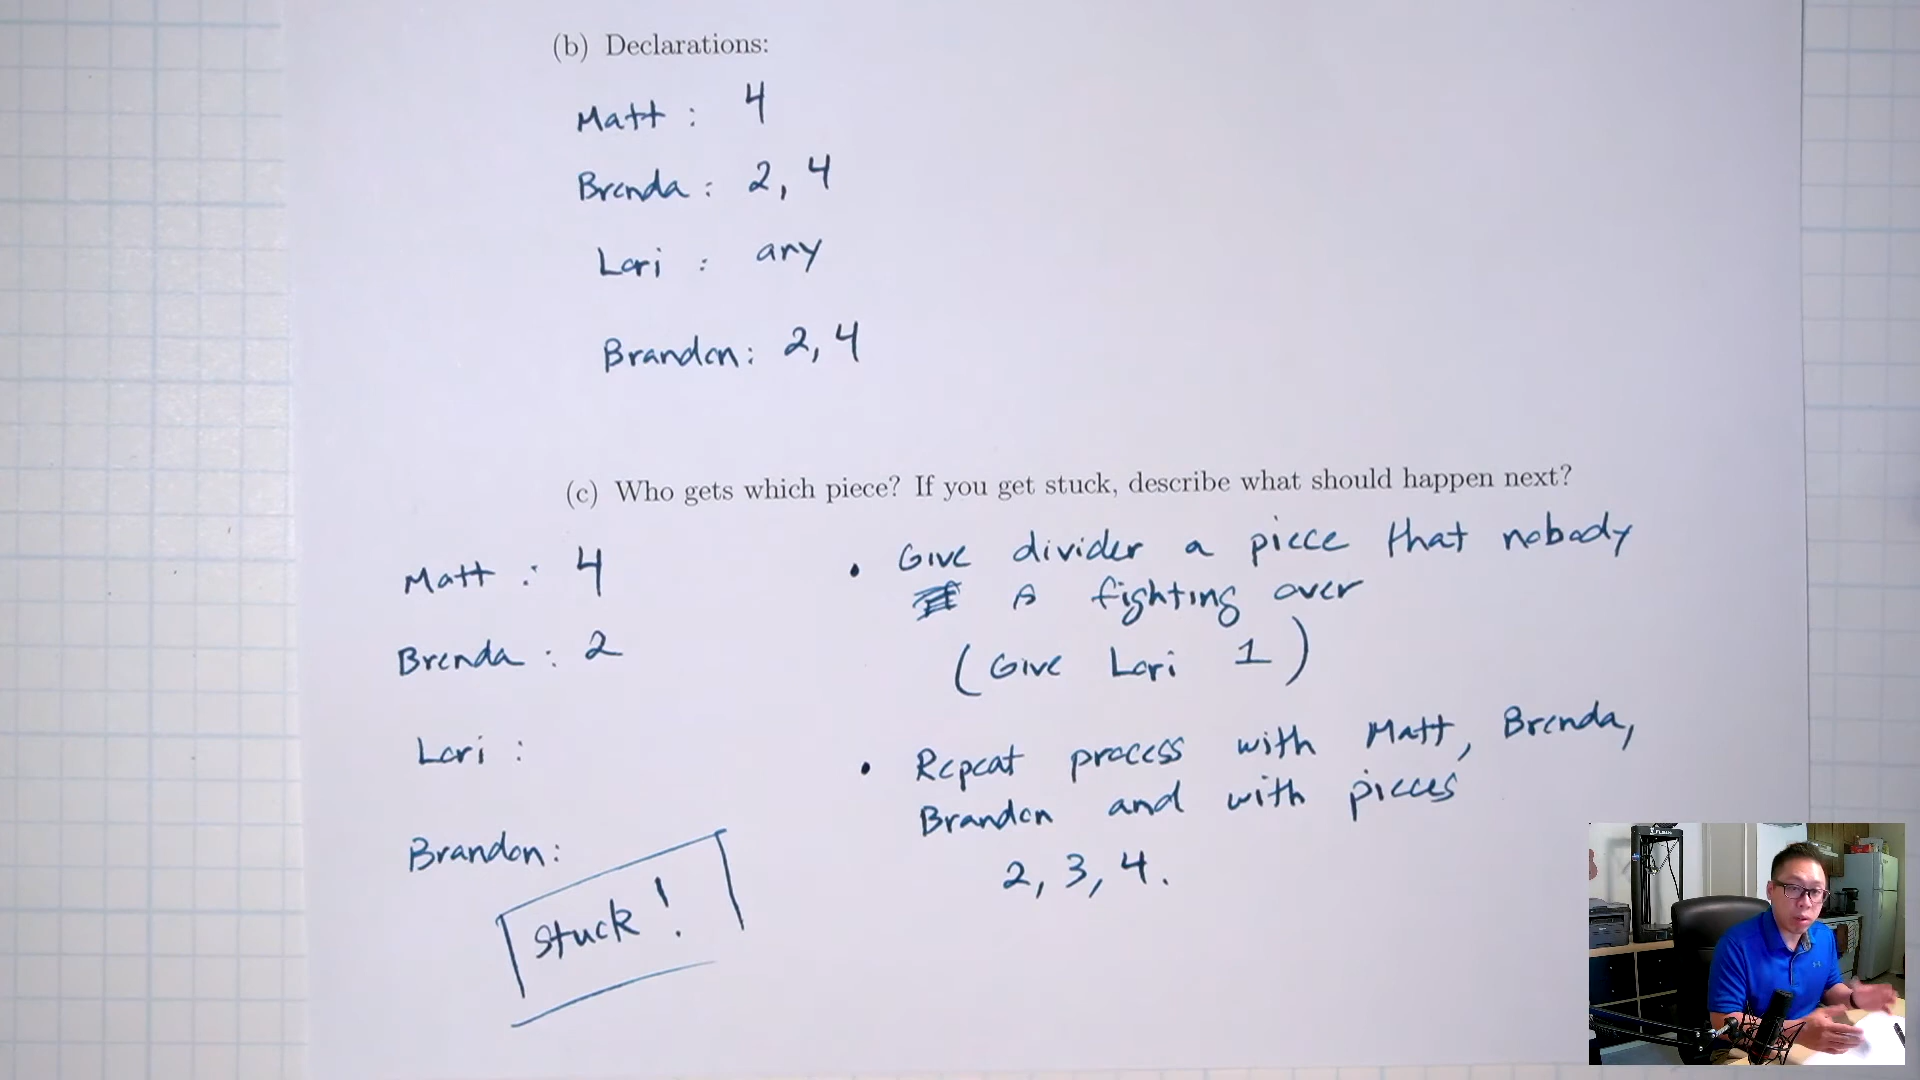 (b) Declarations:
Matt : 4
Brenda : 2, 4
Lori : any
Brandon: 2, 4
(c) Who gets which piece? If you get stuck, describe what should happen next?
Matt : 4
Brenda : 2
Lori :
Brandon:
Stuck!
• Give divider a piece that nobody
is fighting over
(Give Lori 1)
• Repeat process with Matt, Brenda,
Brandon and with pieces
2, 3, 4.